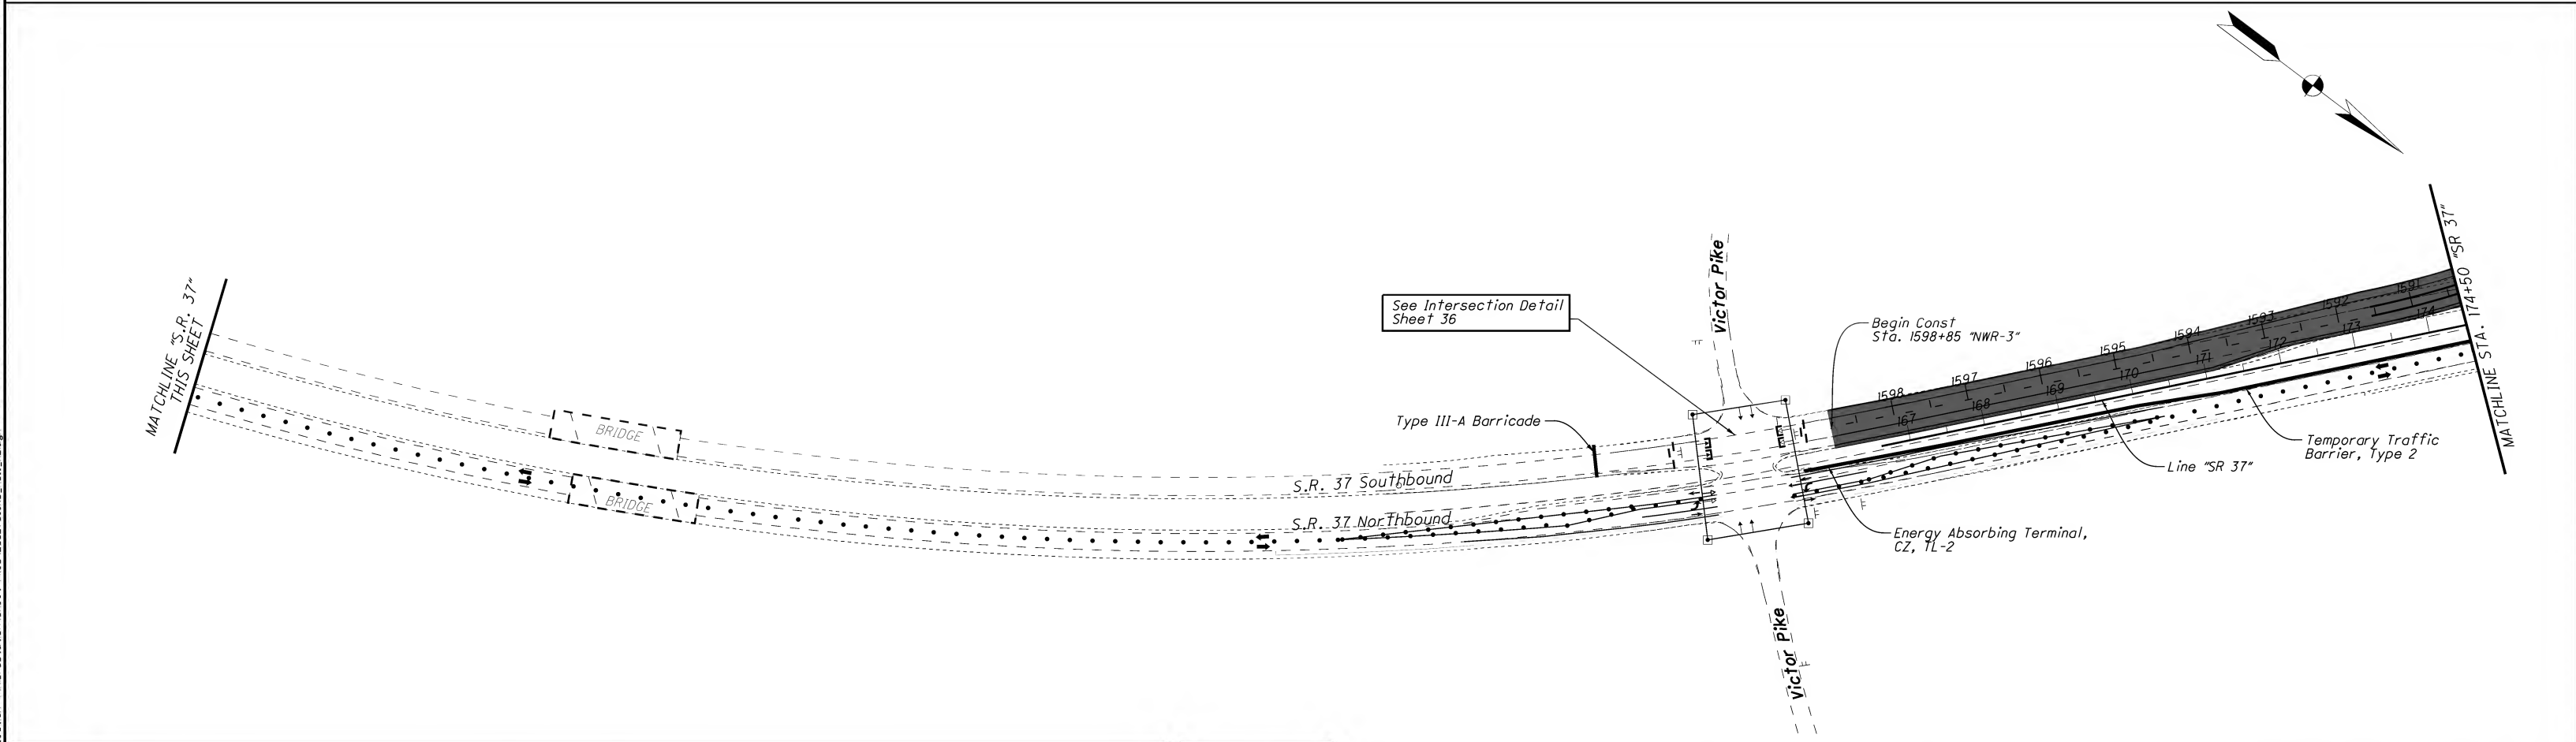 MATCHLINE "S.R. 37"
THIS SHEET
BRIDGE
BRIDGE
S.R. 37 Southbound
S.R. 37 Northbound
See Intersection Detail
Sheet 36
Type III-A Barricade
Victor Pike
Victor Pike
Begin Const
Sta. 1598+85 "NWR-3"
1598
1597
1596
1595
1594
1593
1592
1591
167
168
169
170
171
172
173
174
Energy Absorbing Terminal,
CZ, TL-2
Line "SR 37"
Temporary Traffic
Barrier, Type 2
MATCHLINE STA. 174+50 "SR 37"